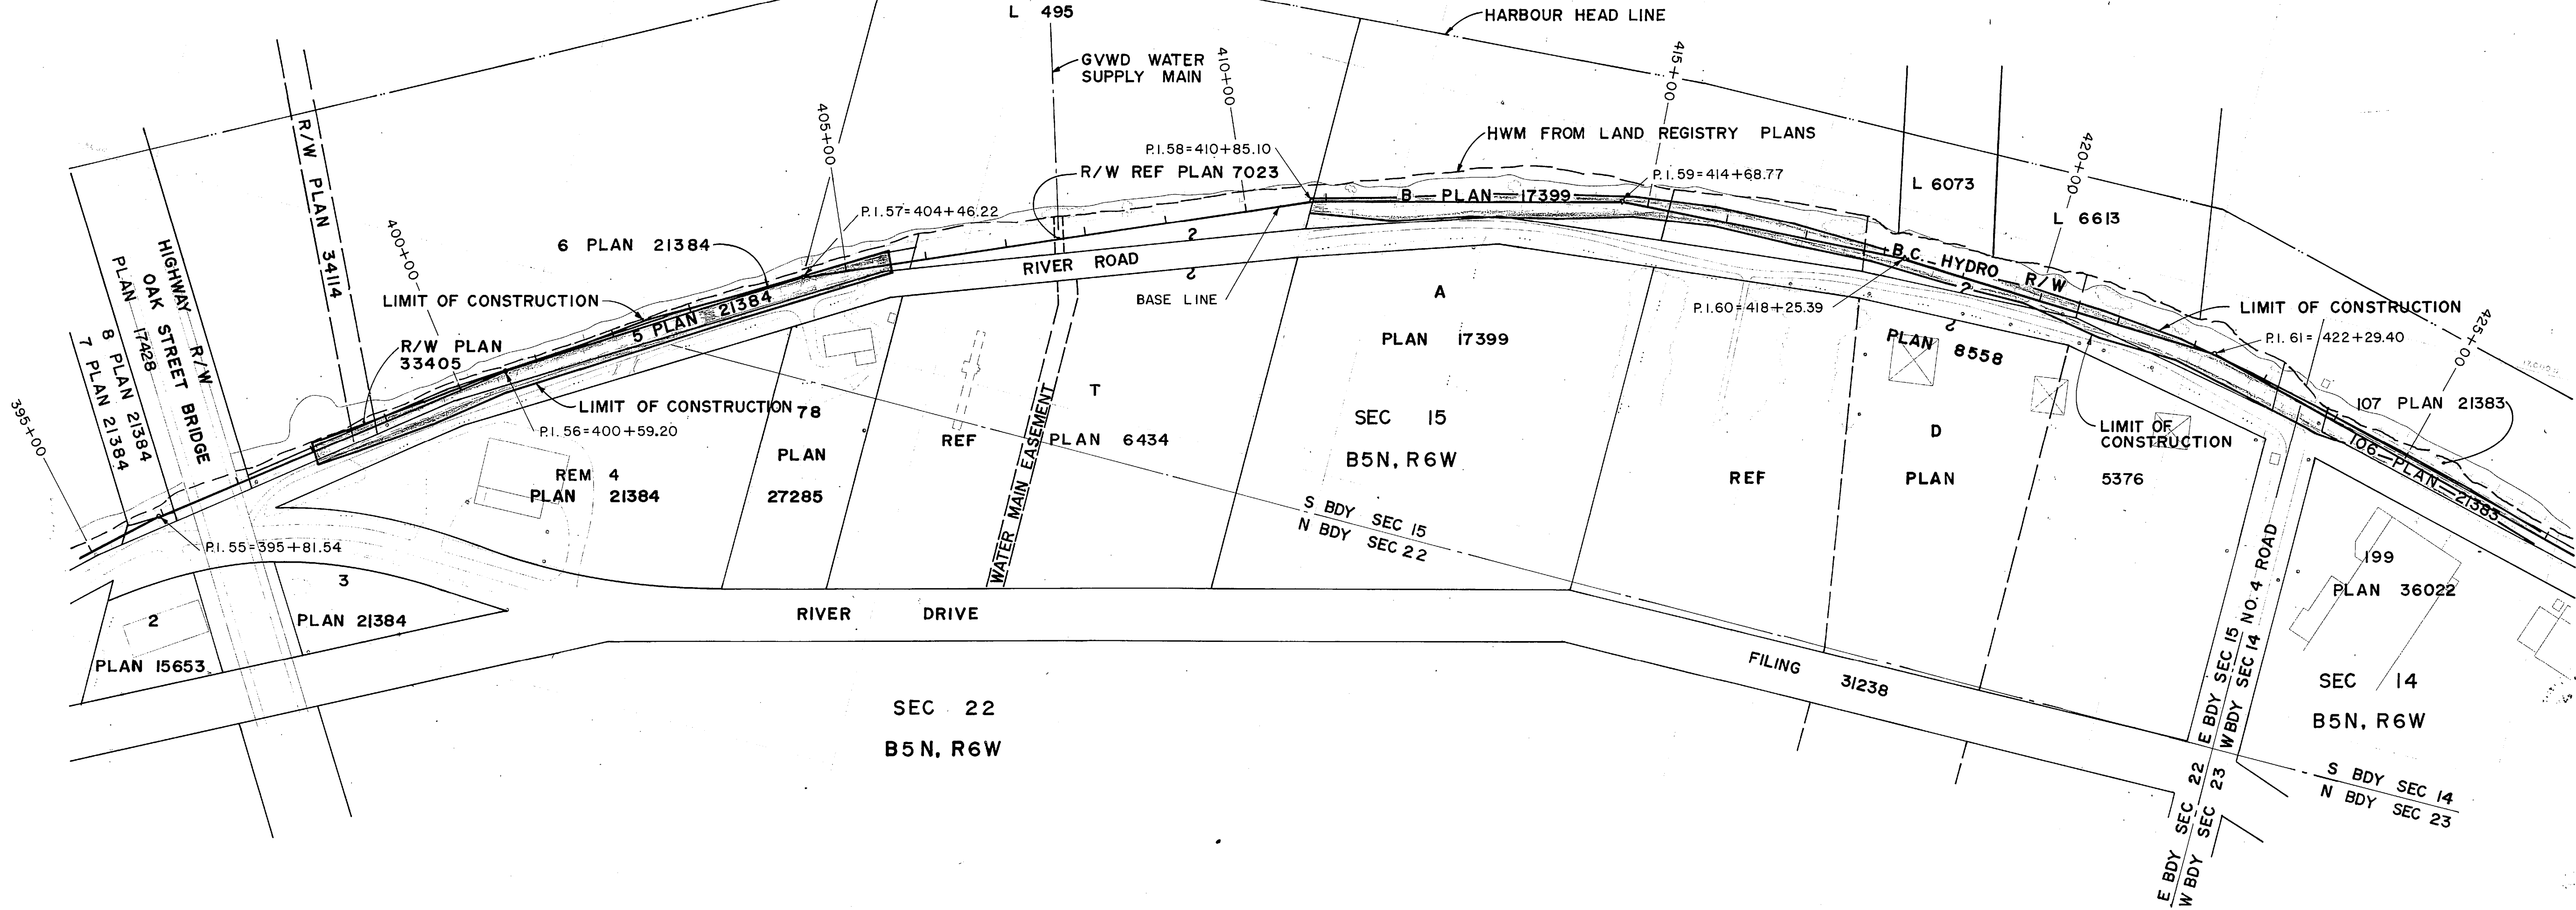 L 495
HARBOUR HEAD LINE
GVWD WATER
SUPPLY MAIN
410+00
415+00
405+00
HWM FROM LAND REGISTRY PLANS
P.I.58=410+85.10
R/W REF PLAN 7023
P.I.59=414+68.77
420+00
B PLAN 17399
L 6073
L 6613
R/W PLAN 34114
400+00
P.I.57=404+46.22
6 PLAN 21384
2
RIVER ROAD
2
BASE LINE
B.C. HYDRO R/W
2
HIGHWAY R/W
OAK STREET BRIDGE
PLAN 17428
8 PLAN 21384
7 PLAN 21384
LIMIT OF CONSTRUCTION
5 PLAN 21384
A
PLAN 17399
P.I.60=418+25.39
LIMIT OF CONSTRUCTION
2
PLAN 8558
P.I.61=422+29.40
425+00
R/W PLAN
33405
395+00
LIMIT OF CONSTRUCTION
P.I.56=400+59.20
78
PLAN
27285
REF
T
PLAN 6434
WATER MAIN EASEMENT
SEC 15
B5N, R6W
107 PLAN 21383
LIMIT OF
CONSTRUCTION
106 PLAN 21383
REM 4
PLAN 21384
REF
D
PLAN
5376
S BDY SEC 15
N BDY SEC 22
P.I.55=395+81.54
NO. 4 ROAD
199
PLAN 36022
3
PLAN 21384
2
PLAN 15653
RIVER DRIVE
FILING 31238
E BDY SEC 15
W BDY SEC 14
SEC 14
B5N, R6W
SEC 22
B5N, R6W
S BDY SEC 14
N BDY SEC 23
E BDY SEC 22
W BDY SEC 23